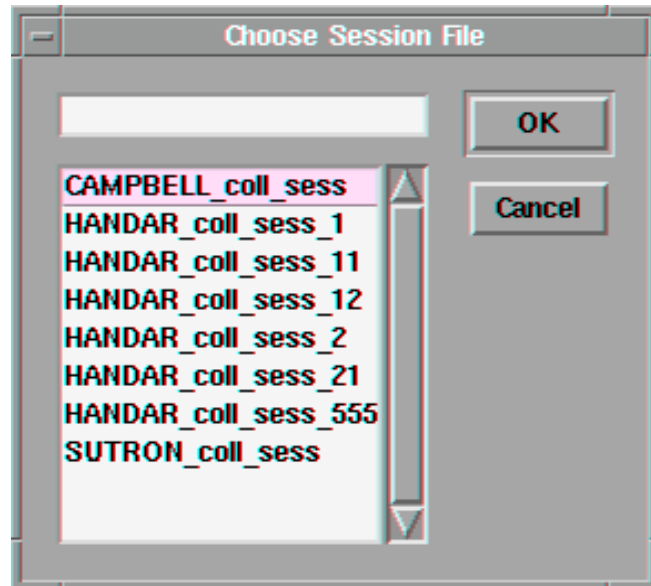 Choose Session File
OK
CAMPBELL_coll_sess
Cancel
HANDAR_coll_sess_1
HANDAR_coll_sess_11
HANDAR_coll_sess_12
HANDAR_coll_sess_2
HANDAR_coll_sess_21
HANDAR_coll_sess_555
SUTRON_coll_sess